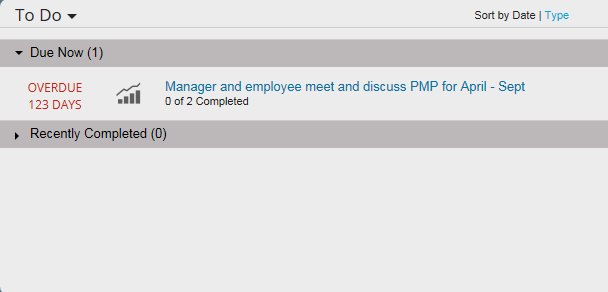 To Do
Sort by Date | Type
Due Now (1)
OVERDUE
123 DAYS
Manager and employee meet and discuss PMP for April - Sept
0 of 2 Completed
Recently Completed (0)